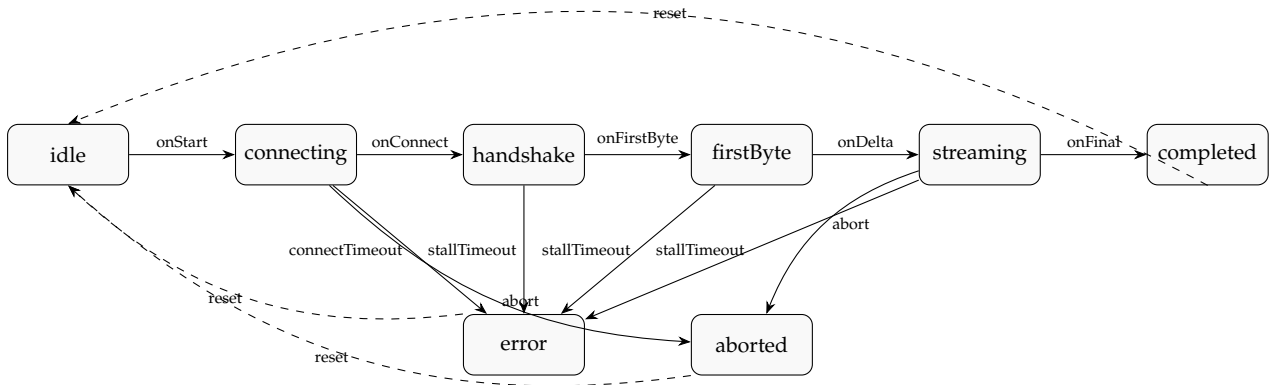 reset
idle
onStart
connecting
onConnect
handshake
onFirstByte
firstByte
onDelta
streaming
onFinal
completed
abort
connectTimeout
stallTimeout
stallTimeout
stallTimeout
reset
abort
error
aborted
reset